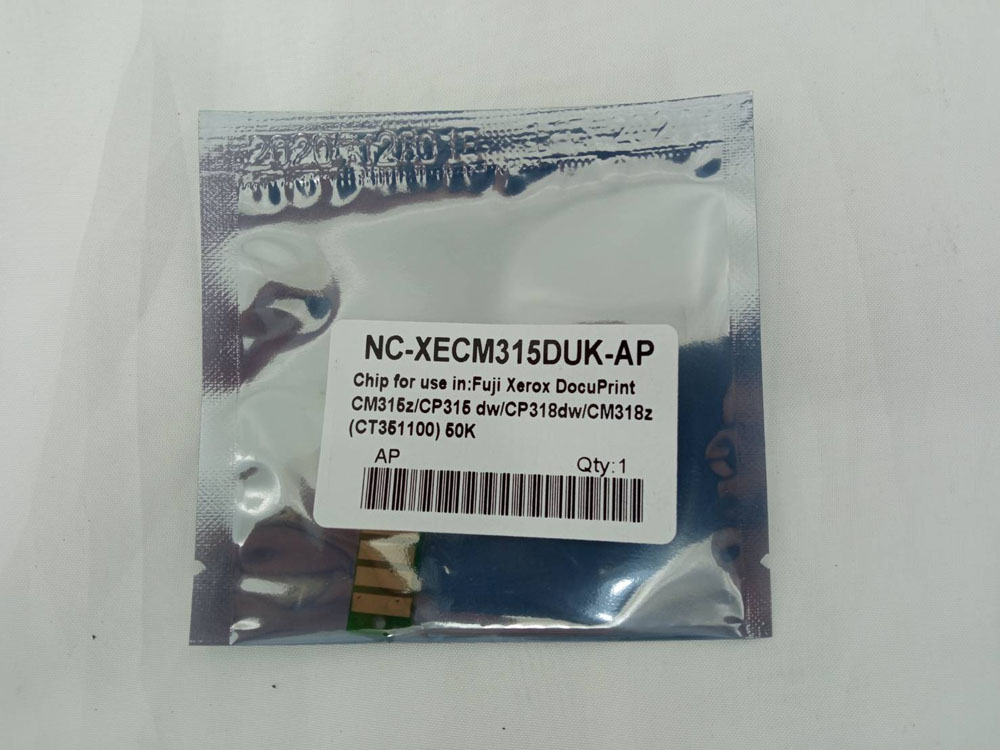 NC-XECM315DUK-AP
Chip for use in:Fuji Xerox DocuPrint
CM315z/CP315 dw/CP318dw/CM318z
(CT351100) 50K
AP Qty:1